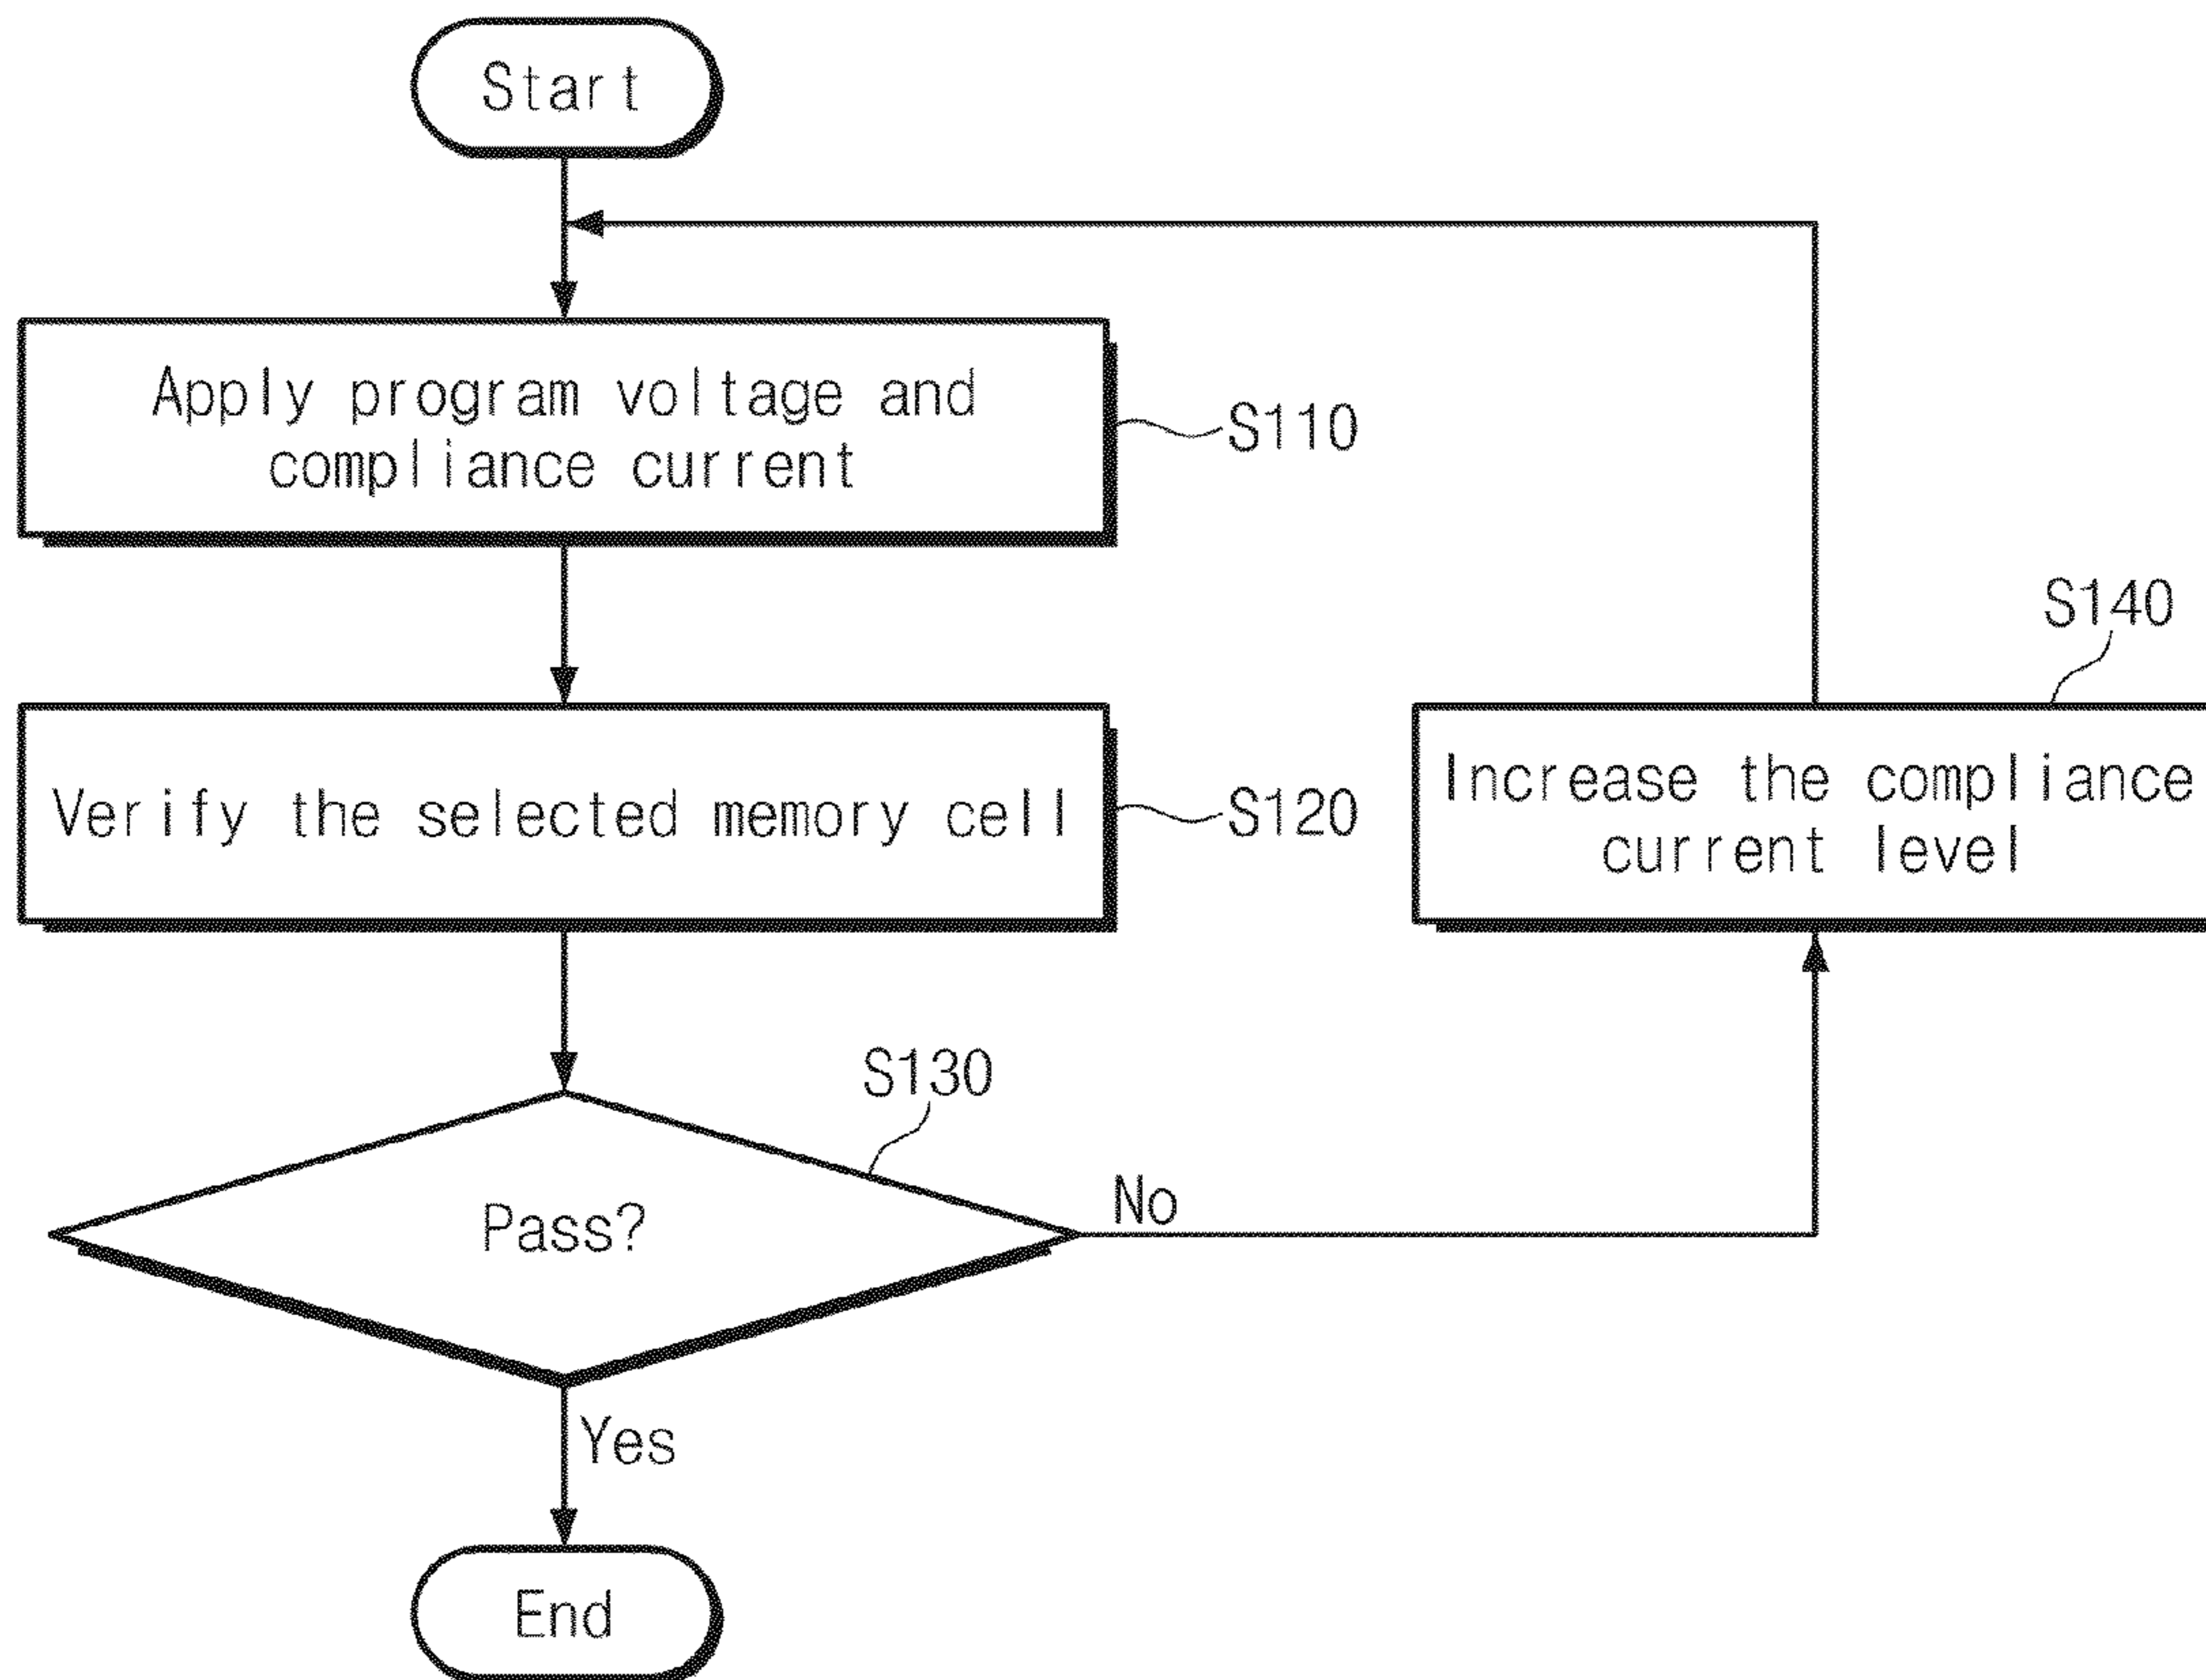 Start
Apply program voltage and
compliance current
S110
S140
Verify the selected memory cell
S120
Increase the compliance
current level
S130
Pass?
No
Yes
End